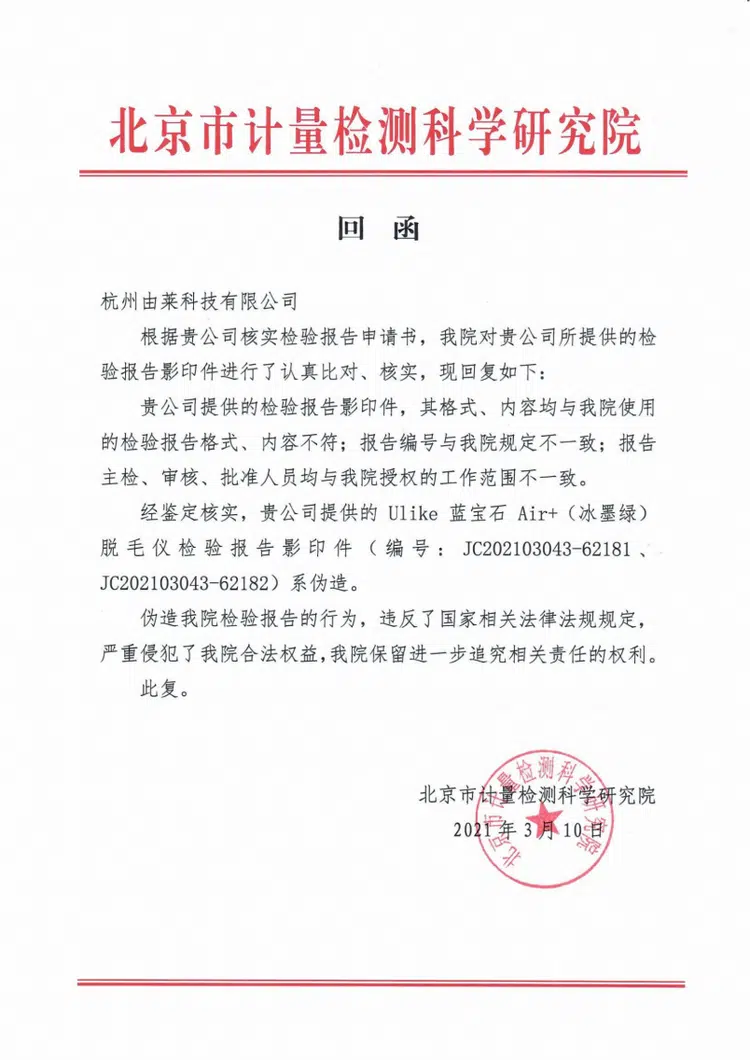 北京市计量检测科学研究院
回 函
杭州由莱科技有限公司
根据贵公司核实检验报告申请书，我院对贵公司所提供的检
验报告影印件进行了认真比对、核实，现回复如下：
贵公司提供的检验报告影印件，其格式、内容均与我院使用
的检验报告格式、内容不符；报告编号与我院规定不一致；报告
主检、审核、批准人员均与我院授权的工作范围不一致。
经鉴定核实，贵公司提供的 Ulike 蓝宝石 Air+（冰墨绿）
脱毛仪检验报告影印件（编号：JC202103043-62181、
JC202103043-62182）系伪造。
伪造我院检验报告的行为，违反了国家相关法律法规规定，
严重侵犯了我院合法权益,我院保留进一步追究相关责任的权利。
此复。
北京市计量检测科学研究院
2021 年 3 月 10 日
北京市计量检测科学研究院